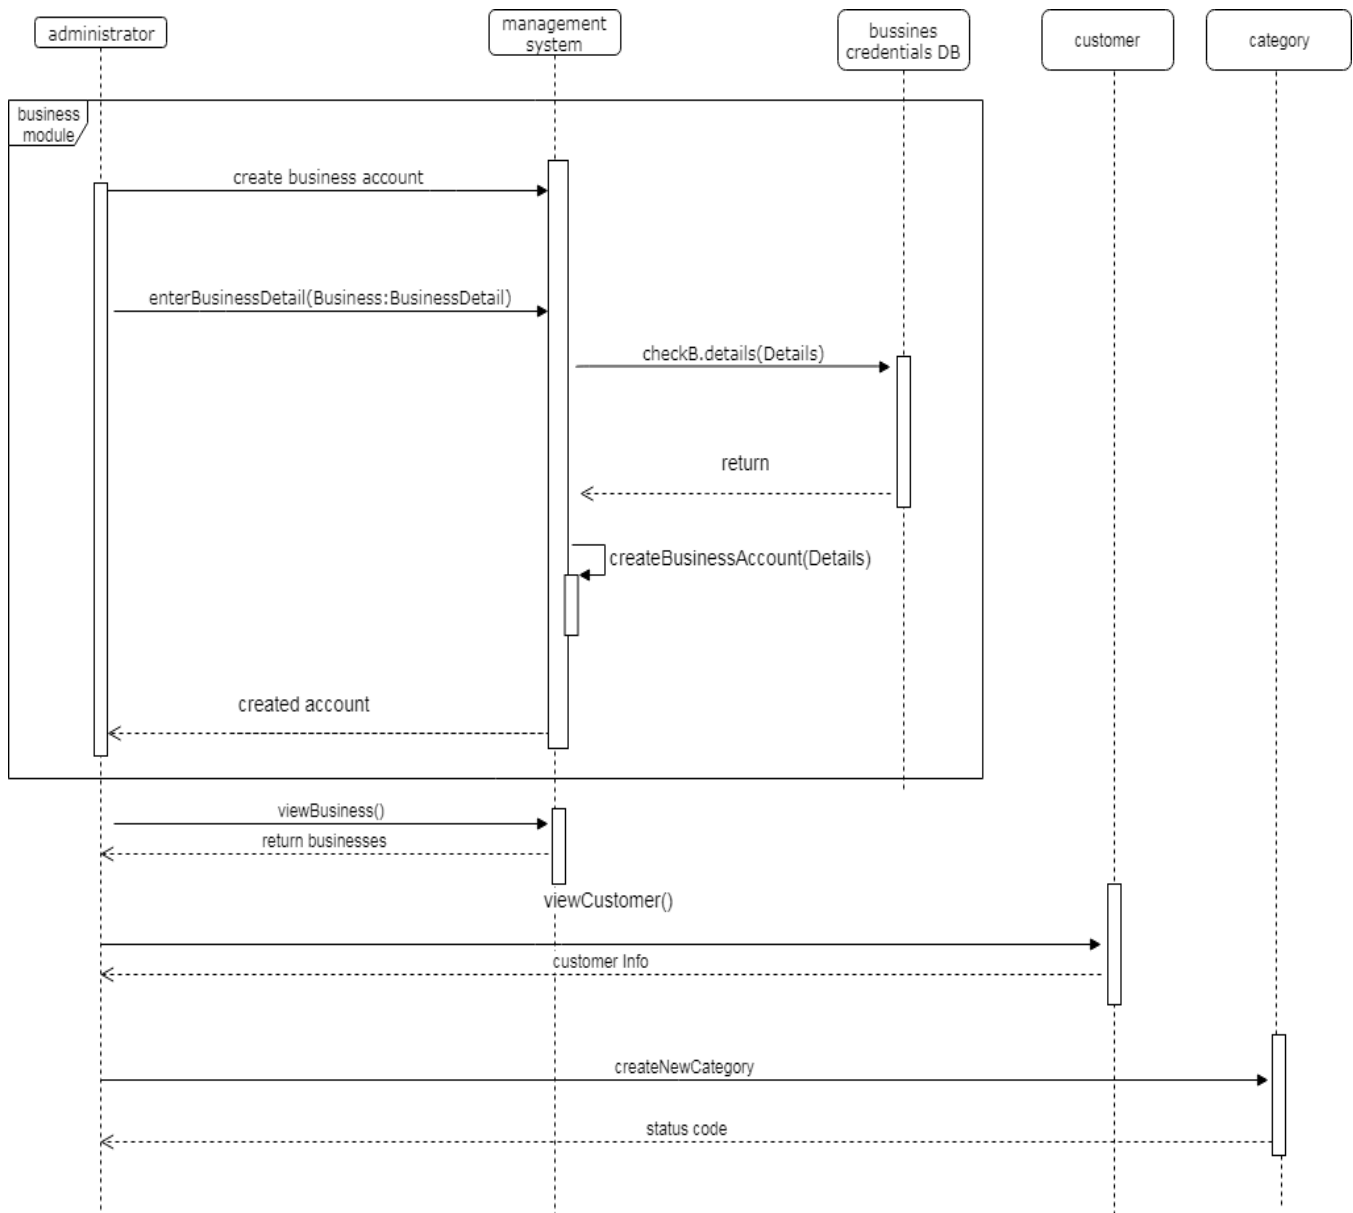 administrator
management
system
bussines
credentials DB
customer
category
business
module
create business account
enterBusinessDetail(Business:BusinessDetail)
checkB.details(Details)
return
createBusinessAccount(Details)
created account
viewBusiness()
return businesses
viewCustomer()
customer Info
createNewCategory
status code